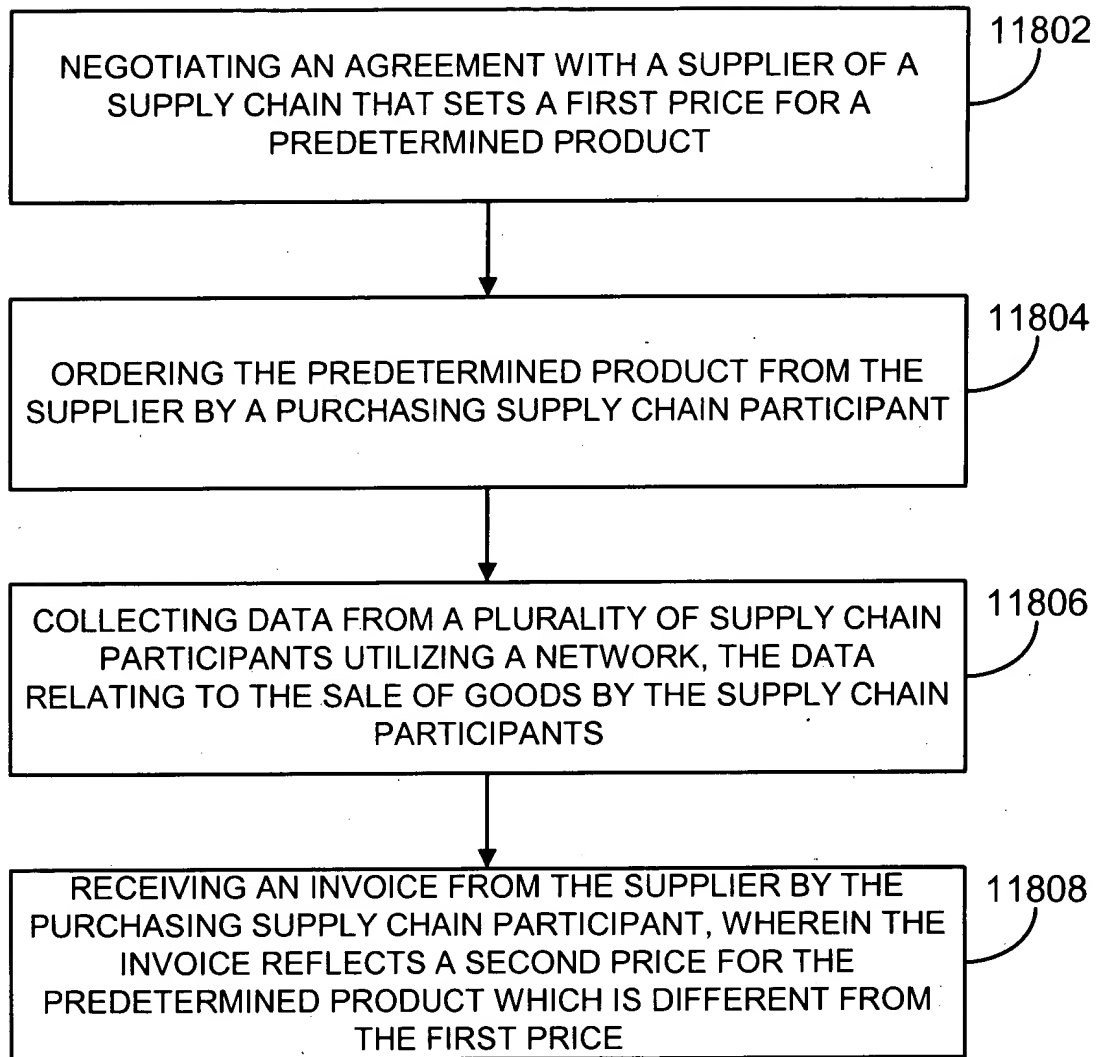 11802
NEGOTIATING AN AGREEMENT WITH A SUPPLIER OF A
SUPPLY CHAIN THAT SETS A FIRST PRICE FOR A
PREDETERMINED PRODUCT
11804
ORDERING THE PREDETERMINED PRODUCT FROM THE
SUPPLIER BY A PURCHASING SUPPLY CHAIN PARTICIPANT
11806
COLLECTING DATA FROM A PLURALITY OF SUPPLY CHAIN
PARTICIPANTS UTILIZING A NETWORK, THE DATA
RELATING TO THE SALE OF GOODS BY THE SUPPLY CHAIN
PARTICIPANTS
11808
RECEIVING AN INVOICE FROM THE SUPPLIER BY THE
PURCHASING SUPPLY CHAIN PARTICIPANT, WHEREIN THE
INVOICE REFLECTS A SECOND PRICE FOR THE
PREDETERMINED PRODUCT WHICH IS DIFFERENT FROM
THE FIRST PRICE